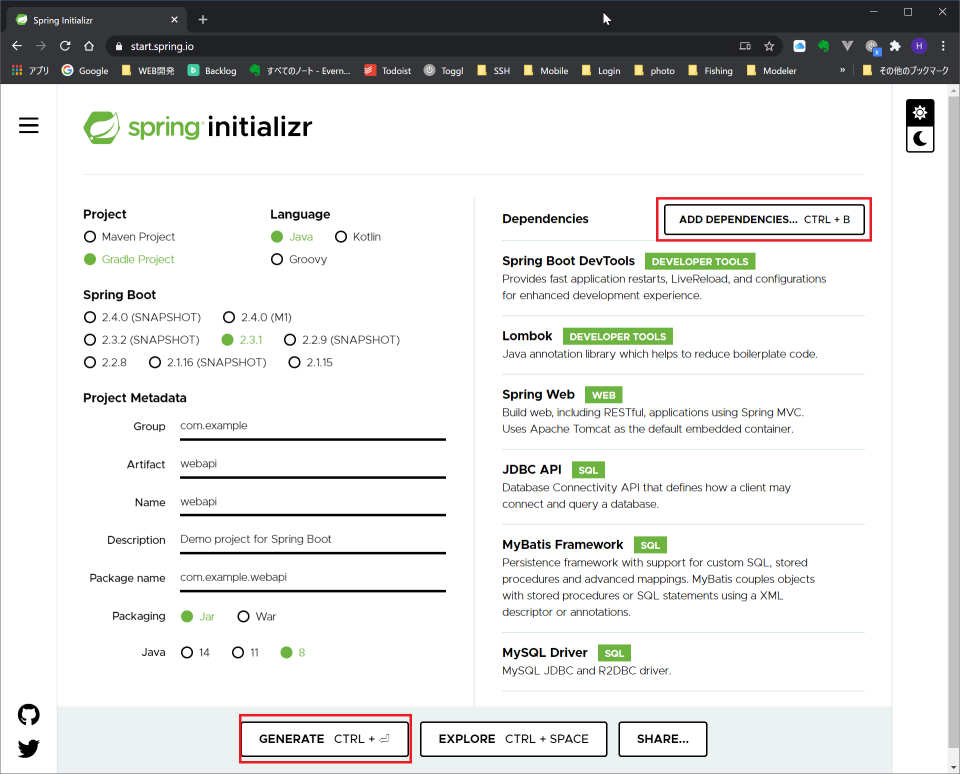 Spring Initializr
start.spring.io
H
アプリ Google WEB開発 Backlog すべてのノート - Evern... Todoist Toggl SSH Mobile Login photo Fishing Modeler » その他のブックマーク
spring initializr
Project
Maven Project
Gradle Project
Language
Java Kotlin
Groovy
Spring Boot
2.4.0 (SNAPSHOT) 2.4.0 (M1)
2.3.2 (SNAPSHOT) 2.3.1 2.2.9 (SNAPSHOT)
2.2.8 2.1.16 (SNAPSHOT) 2.1.15
Project Metadata
Group com.example
Artifact webapi
Name webapi
Description Demo project for Spring Boot
Package name com.example.webapi
Packaging Jar War
Java 14 11 8
Dependencies ADD DEPENDENCIES... CTRL + B
Spring Boot DevTools DEVELOPER TOOLS
Provides fast application restarts, LiveReload, and configurations
for enhanced development experience.
Lombok DEVELOPER TOOLS
Java annotation library which helps to reduce boilerplate code.
Spring Web WEB
Build web, including RESTful, applications using Spring MVC.
Uses Apache Tomcat as the default embedded container.
JDBC API SQL
Database Connectivity API that defines how a client may
connect and query a database.
MyBatis Framework SQL
Persistence framework with support for custom SQL, stored
procedures and advanced mappings. MyBatis couples objects
with stored procedures or SQL statements using a XML
descriptor or annotations.
MySQL Driver SQL
MySQL JDBC and R2DBC driver.
GENERATE CTRL + ⏎ EXPLORE CTRL + SPACE SHARE...